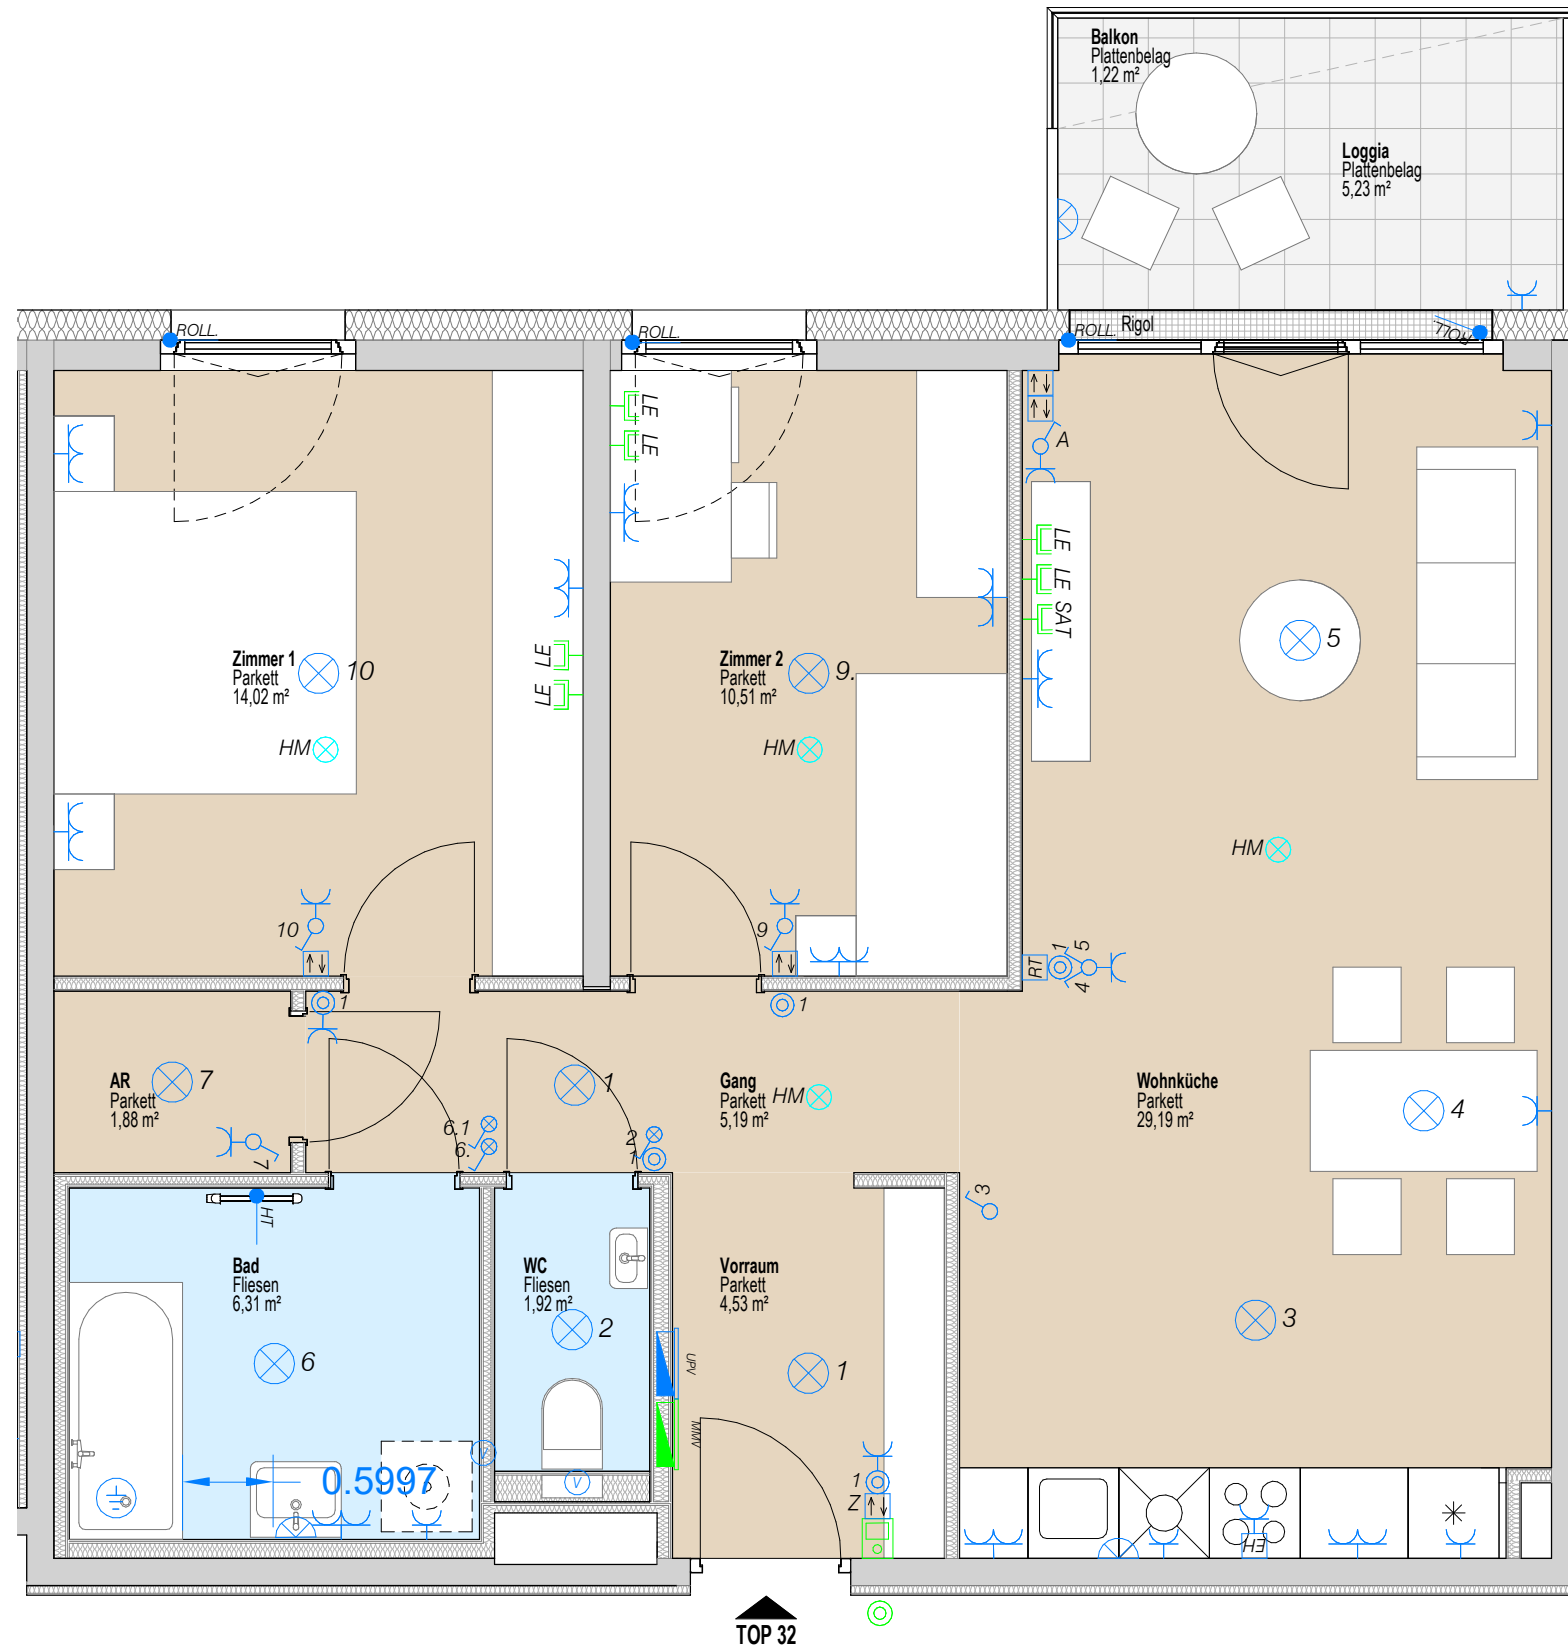 Balkon
Plattenbelag
1,22 m²
Loggia
Plattenbelag
5,23 m²
ROLL.
ROLL.
ROLL.
Rigol
ROLL.
LE
LE
A
LE
LE
SAT
5
Zimmer 1
Parkett
14,02 m²
10
LE
LE
Zimmer 2
Parkett
10,51 m²
9.
HM
HM
HM
10
9
RT
1
5
4
1
1
AR
Parkett
1,88 m²
7
1
Gang
Parkett
5,19 m²
HM
Wohnküche
Parkett
29,19 m²
4
6.1
6.
2
1
7
3
HT
Bad
Fliesen
6,31 m²
6
WC
Fliesen
1,92 m²
2
Vorraum
Parkett
4,53 m²
1
3
UPV
MMV
V
V
0.5997
1
Z
EH
TOP 32